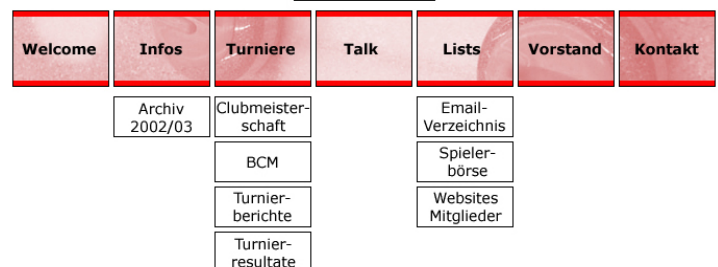 Welcome Infos Turniere Talk Lists Vorstand Kontakt
Archiv
2002/03
Clubmeister-
schaft
BCM
Turnier-
berichte
Turnier-
resultate
Email-
Verzeichnis
Spieler-
börse
Websites
Mitglieder